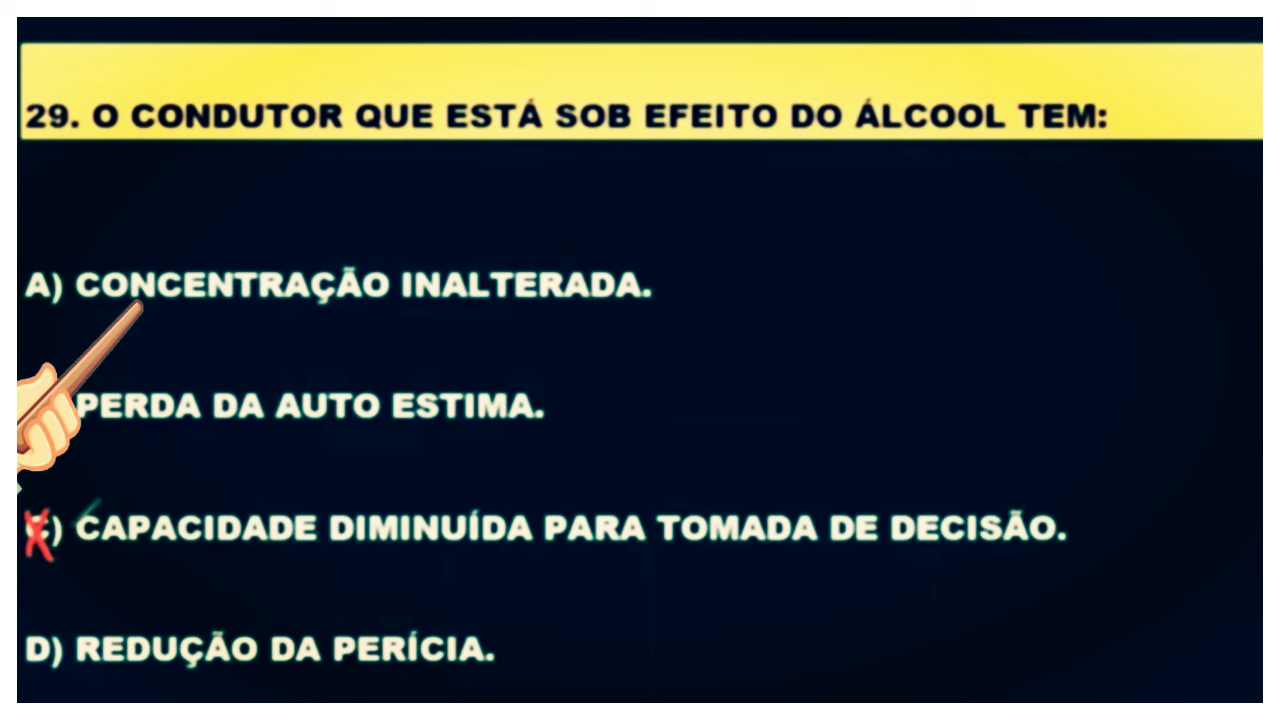 29. O CONDUTOR QUE ESTÁ SOB EFEITO DO ÁLCOOL TEM:
A) CONCENTRAÇÃO INALTERADA.
PERDA DA AUTO ESTIMA.
C) CAPACIDADE DIMINUÍDA PARA TOMADA DE DECISÃO.
D) REDUÇÃO DA PERÍCIA.